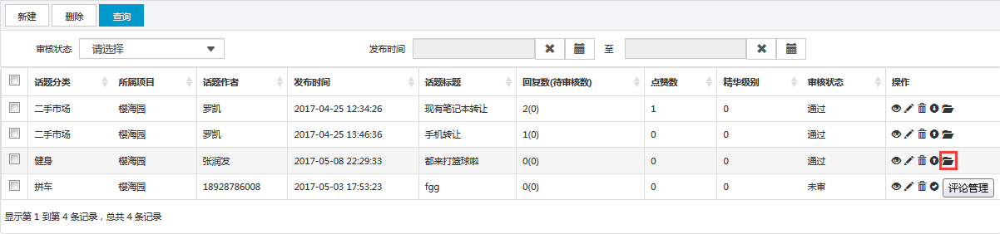 新建 删除 查询
审核状态 请选择 发布时间 至
话题分类 所属项目 话题作者 发布时间 话题标题 回复数(待审核数) 点赞数 精华级别 审核状态 操作
二手市场 樱海园 罗凯 2017-04-25 12:34:26 现有笔记本转让 2(0) 1 0 通过
二手市场 樱海园 罗凯 2017-04-25 13:46:36 手机转让 1(0) 0 0 通过
健身 樱海园 张润发 2017-05-08 22:29:33 都来打篮球啦 0(0) 0 0 通过
拼车 樱海园 18928786008 2017-05-03 17:53:23 fgg 0(0) 0 0 未审 评论管理
显示第 1 到第 4 条记录，总共 4 条记录